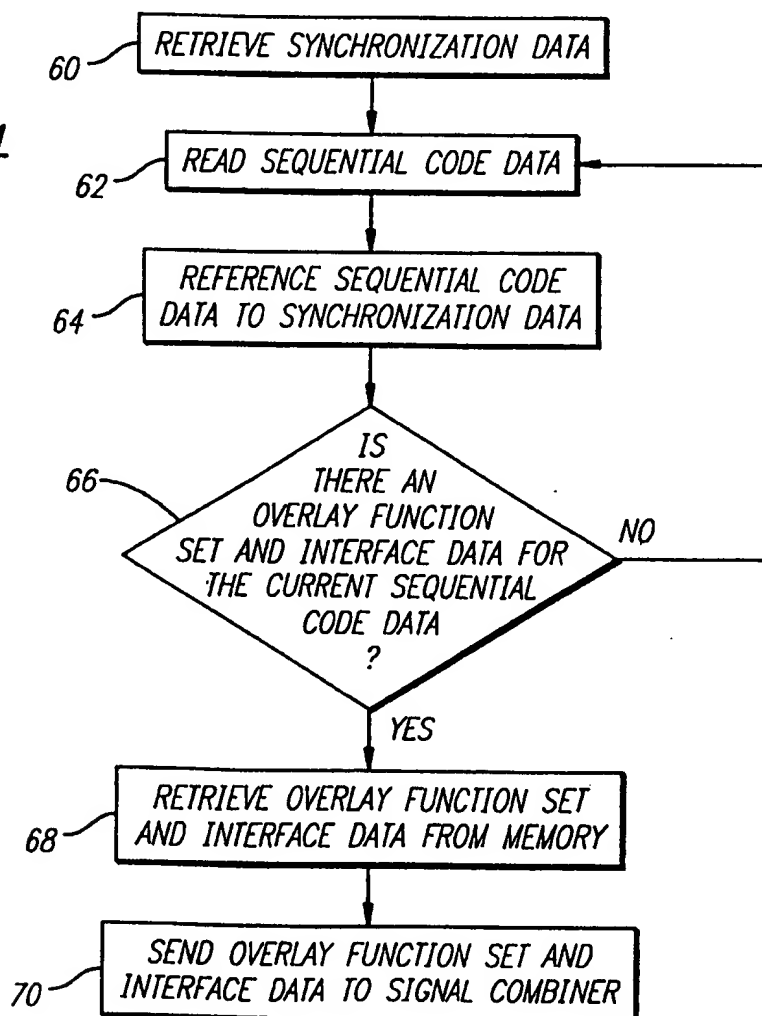 60
RETRIEVE SYNCHRONIZATION DATA
62
READ SEQUENTIAL CODE DATA
64
REFERENCE SEQUENTIAL CODE
DATA TO SYNCHRONIZATION DATA
66
IS
THERE AN
OVERLAY FUNCTION
SET AND INTERFACE DATA FOR
THE CURRENT SEQUENTIAL
CODE DATA
?
NO
YES
68
RETRIEVE OVERLAY FUNCTION SET
AND INTERFACE DATA FROM MEMORY
70
SEND OVERLAY FUNCTION SET AND
INTERFACE DATA TO SIGNAL COMBINER